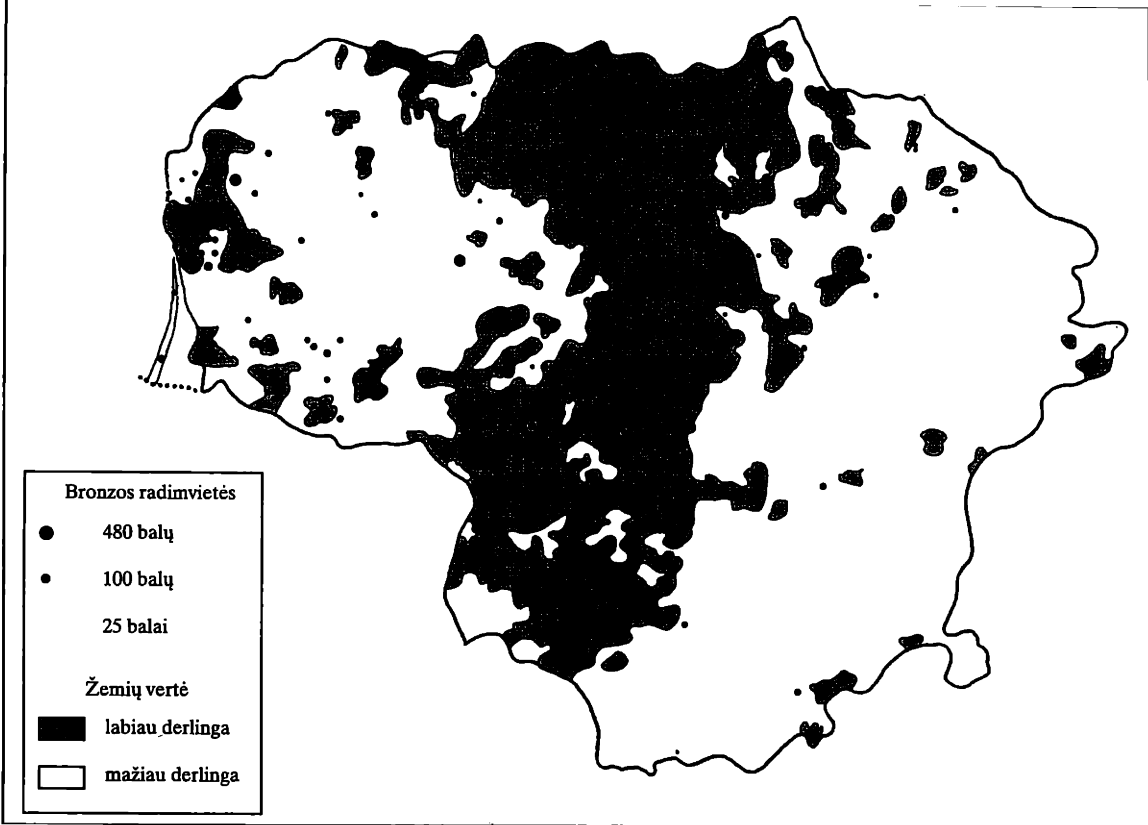 Bronzos radimvietės
480 balų
100 balų
25 balai
Žemių vertė
labiau derlinga
mažiau derlinga